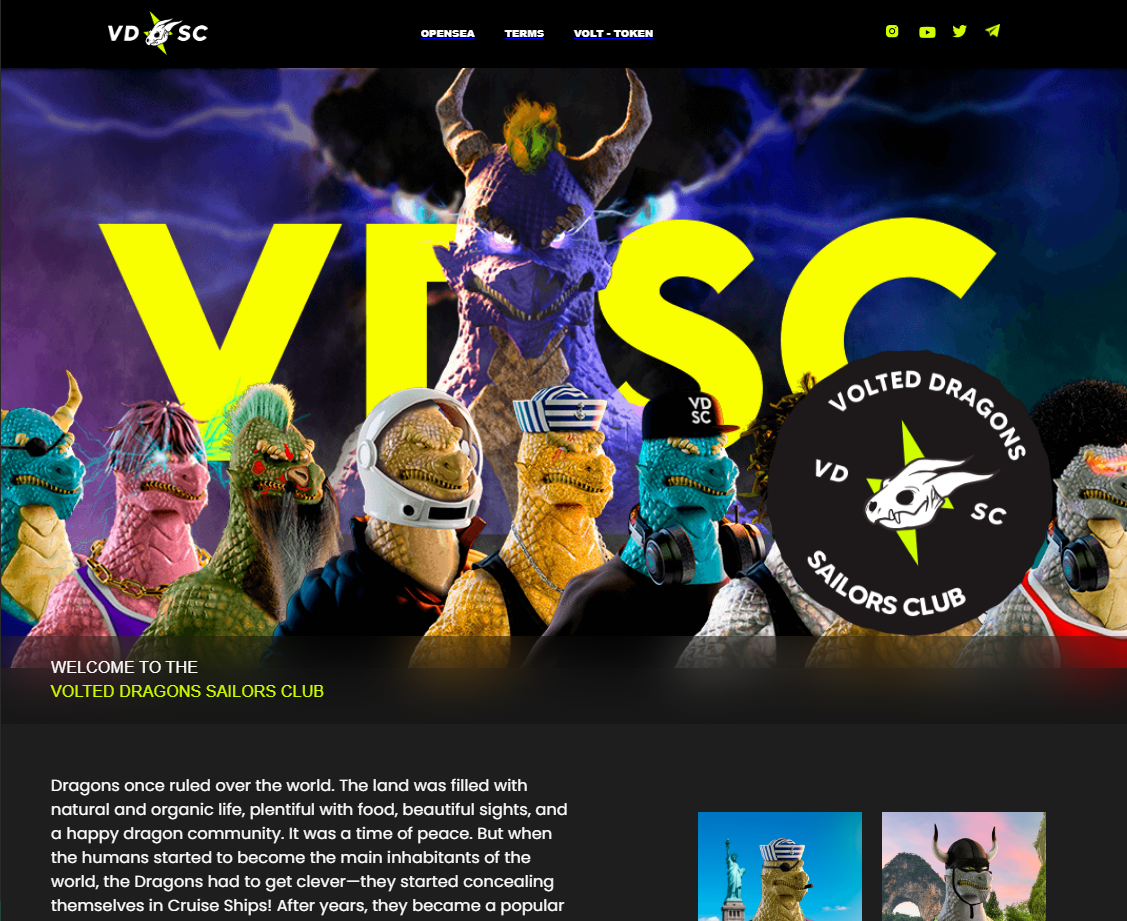 VD SC
OPENSEA TERMS VOLT - TOKEN
VDSC
VD
SC
VOLTED DRAGONS
VD SC
SAILORS CLUB
WELCOME TO THE
VOLTED DRAGONS SAILORS CLUB
Dragons once ruled over the world. The land was filled with
natural and organic life, plentiful with food, beautiful sights, and
a happy dragon community. It was a time of peace. But when
the humans started to become the main inhabitants of the
world, the Dragons had to get clever—they started concealing
themselves in Cruise Ships! After years, they became a popular